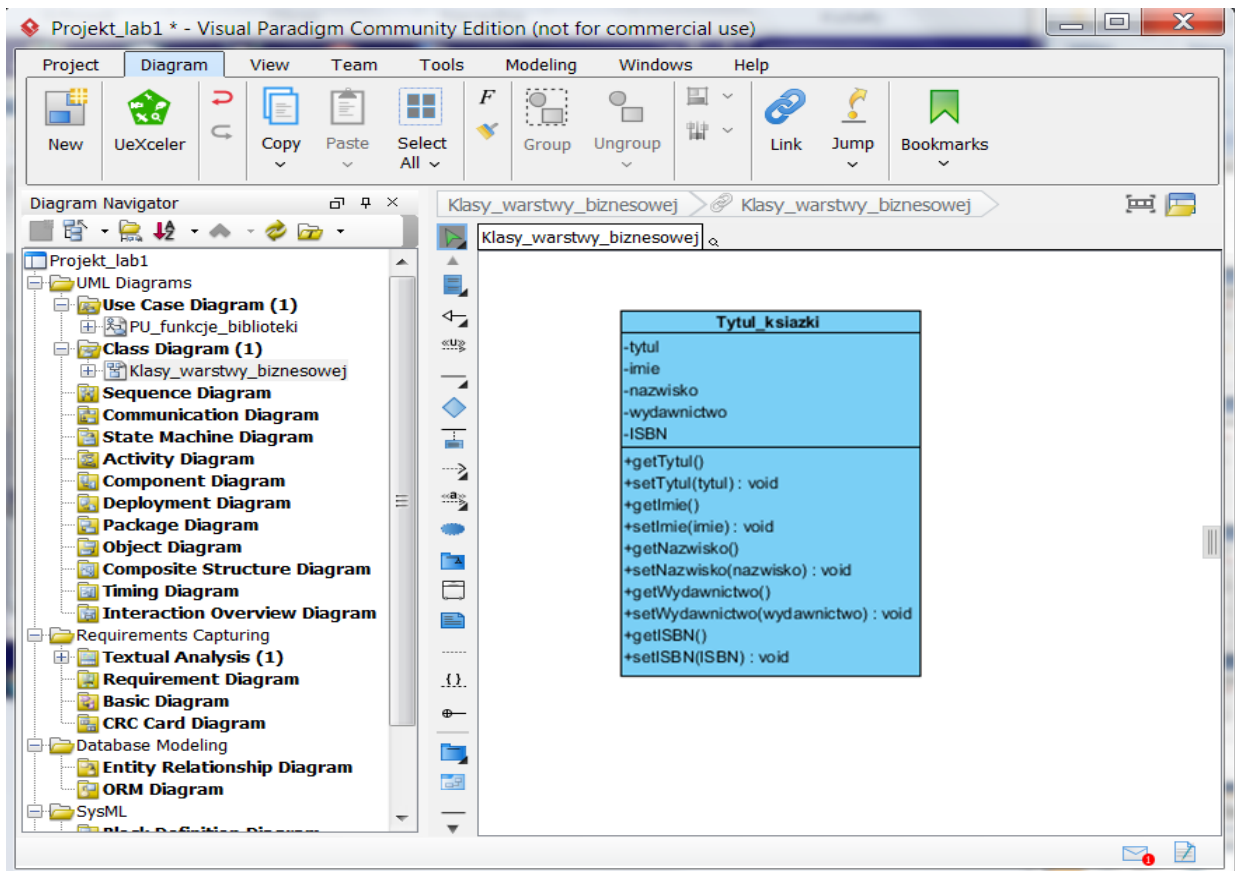 Projekt_lab1 * - Visual Paradigm Community Edition (not for commercial use)
Project Diagram View Team Tools Modeling Windows Help
New UeXceler Copy Paste Select All F Group Ungroup Link Jump Bookmarks
Diagram Navigator
Klasy_warstwy_biznesowej Klasy_warstwy_biznesowej
Klasy_warstwy_biznesowej
Projekt_lab1
UML Diagrams
Use Case Diagram (1)
PU_funkcje_biblioteki
Class Diagram (1)
Klasy_warstwy_biznesowej
Sequence Diagram
Communication Diagram
State Machine Diagram
Activity Diagram
Component Diagram
Deployment Diagram
Package Diagram
Object Diagram
Composite Structure Diagram
Timing Diagram
Interaction Overview Diagram
Requirements Capturing
Textual Analysis (1)
Requirement Diagram
Basic Diagram
CRC Card Diagram
Database Modeling
Entity Relationship Diagram
ORM Diagram
SysML
«U»
«a»
{}
Tytul_ksiazki
-tytul
-imie
-nazwisko
-wydawnictwo
-ISBN
+getTytul()
+setTytul(tytul) : void
+getImie()
+setImie(imie) : void
+getNazwisko()
+setNazwisko(nazwisko) : void
+getWydawnictwo()
+setWydawnictwo(wydawnictwo) : void
+getISBN()
+setISBN(ISBN) : void
1